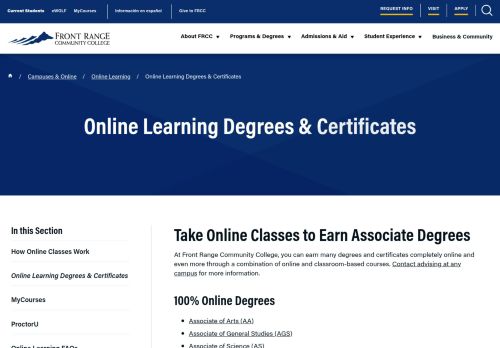 Current Students eWOLF MyCourses Información en español Give to FRCC REQUEST INFO VISIT APPLY
FRONT RANGE
COMMUNITY COLLEGE
About FRCC Programs & Degrees Admissions & Aid Student Experience Business & Community
/ Campuses & Online / Online Learning / Online Learning Degrees & Certificates
Online Learning Degrees & Certificates
In this Section
How Online Classes Work
Online Learning Degrees & Certificates
MyCourses
ProctorU
Online Learning FAQs
Take Online Classes to Earn Associate Degrees
At Front Range Community College, you can earn many degrees and certificates completely online and
even more through a combination of online and classroom-based courses. Contact advising at any
campus for more information.
100% Online Degrees
Associate of Arts (AA)
Associate of General Studies (AGS)
Associate of Science (AS)